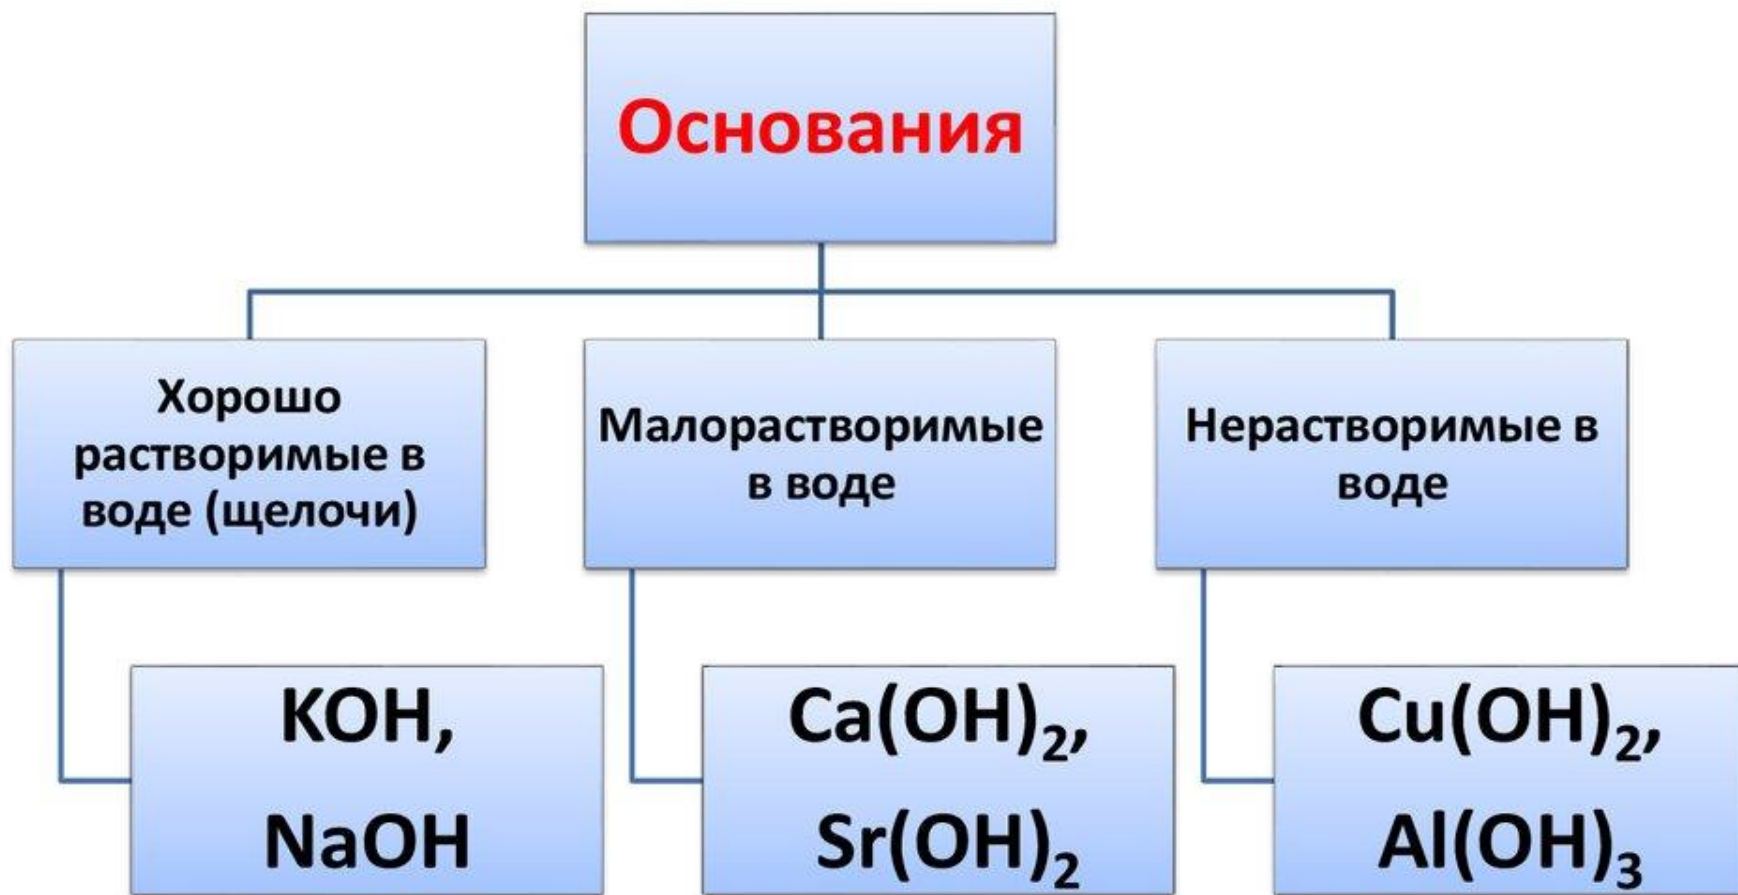 Основания
Хорошо
растворимые в
воде (щелочи)
Малорастворимые
в воде
Нерастворимые в
воде
KOH,
NaOH
Ca(OH)₂,
Sr(OH)₂
Cu(OH)₂,
Al(OH)₃